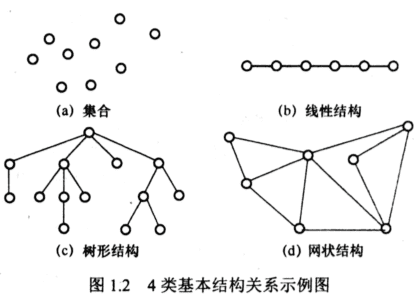 (a) 集合
(b) 线性结构
(c) 树形结构
(d) 网状结构
图 1.2 4 类基本结构关系示例图